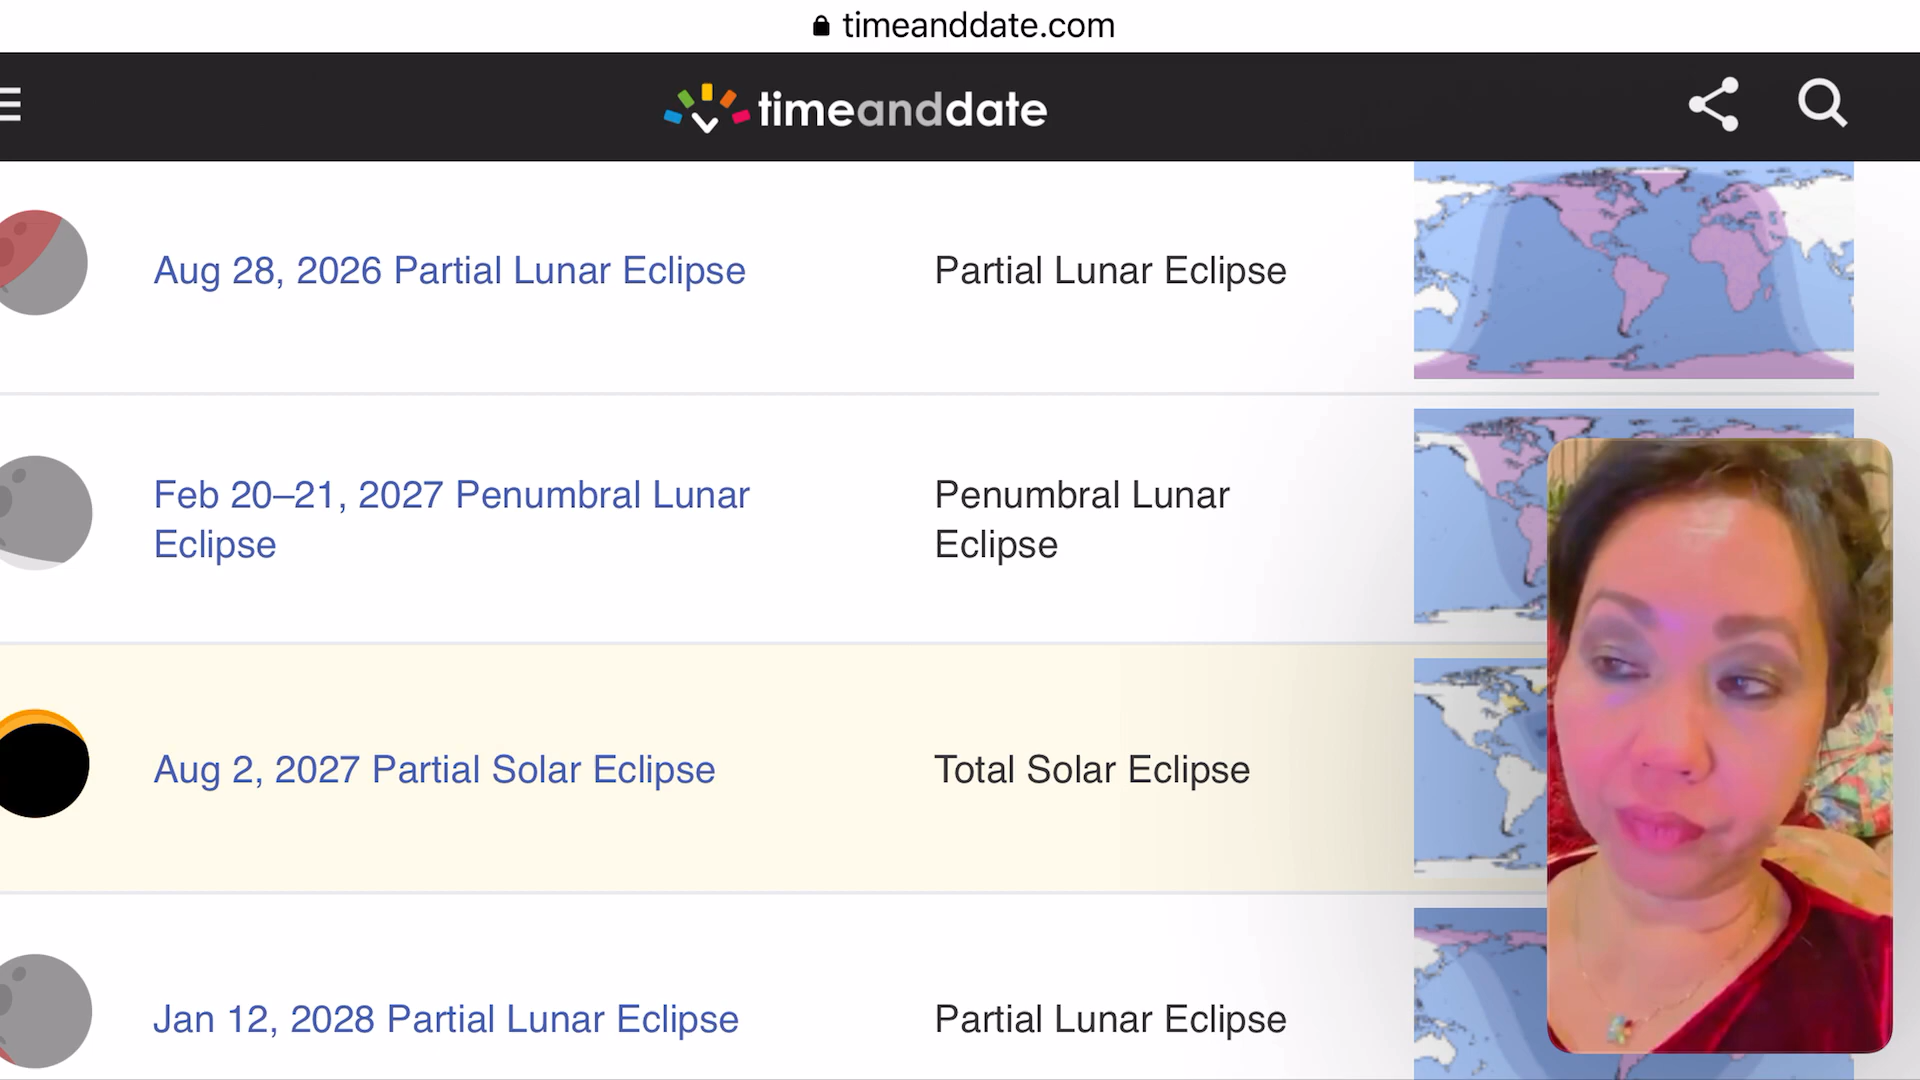 timeanddate.com
timeanddate
Aug 28, 2026 Partial Lunar Eclipse
Partial Lunar Eclipse
Feb 20–21, 2027 Penumbral Lunar
Eclipse
Penumbral Lunar
Eclipse
Aug 2, 2027 Partial Solar Eclipse
Total Solar Eclipse
Jan 12, 2028 Partial Lunar Eclipse
Partial Lunar Eclipse